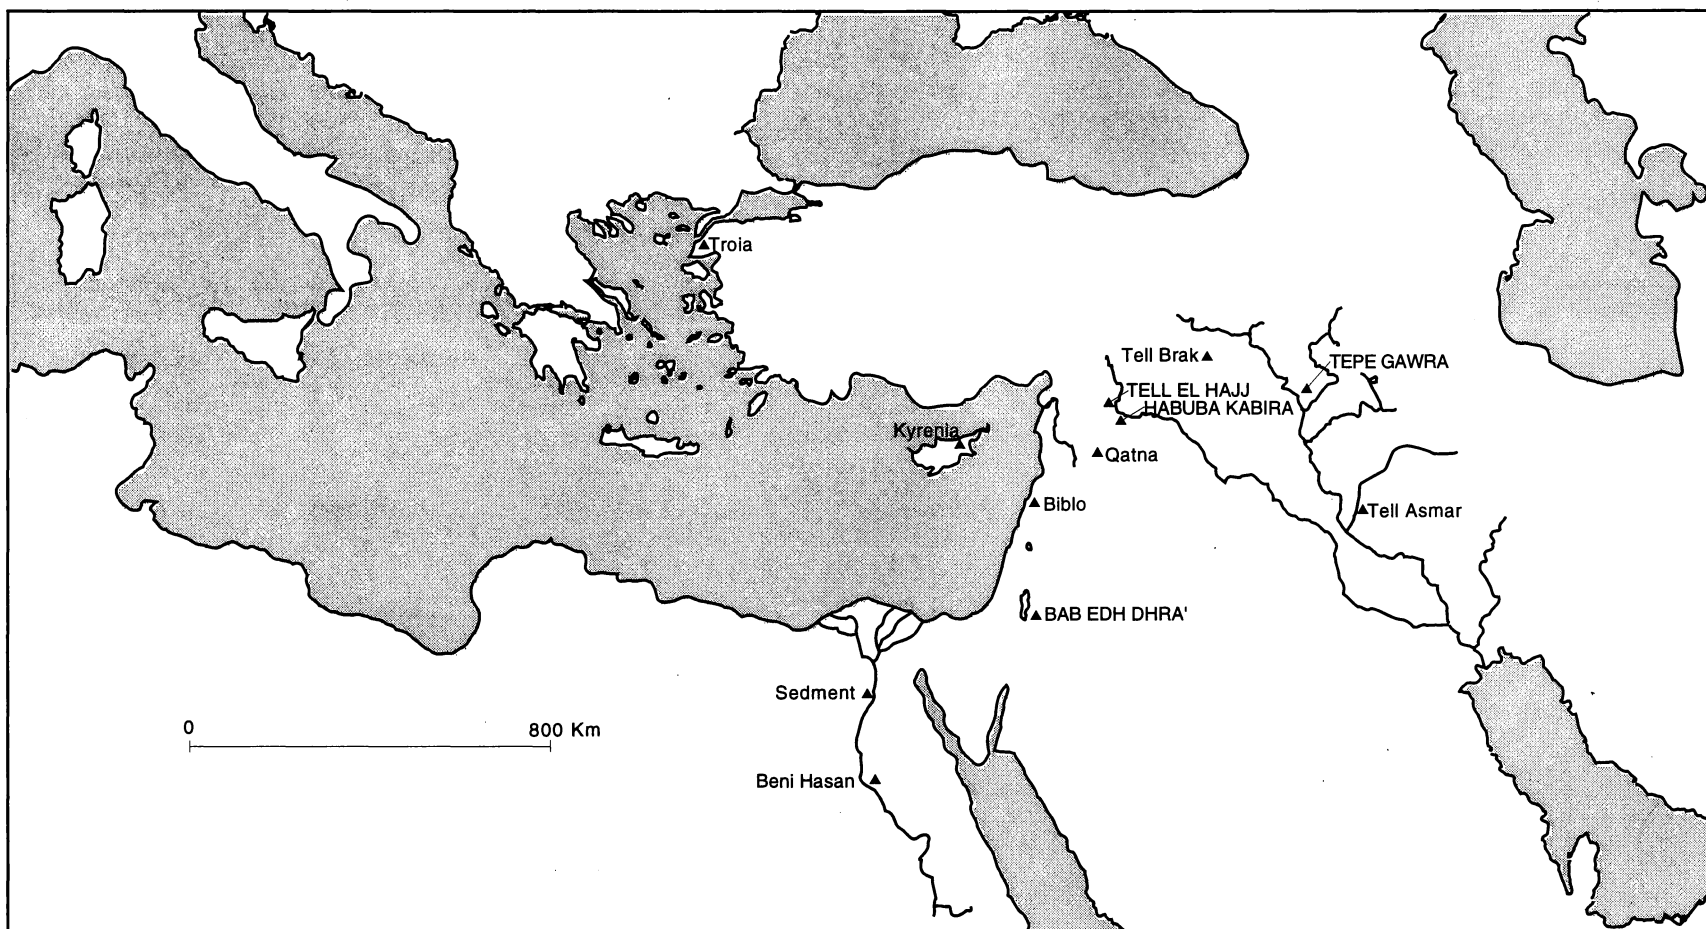 Troia
Tell Brak
TEPE GAWRA
TELL EL HAJJ
HABUBA KABIRA
Kyrenia
Qatna
Biblo
Tell Asmar
BAB EDH DHRA'
Sedment
0 800 Km
Beni Hasan